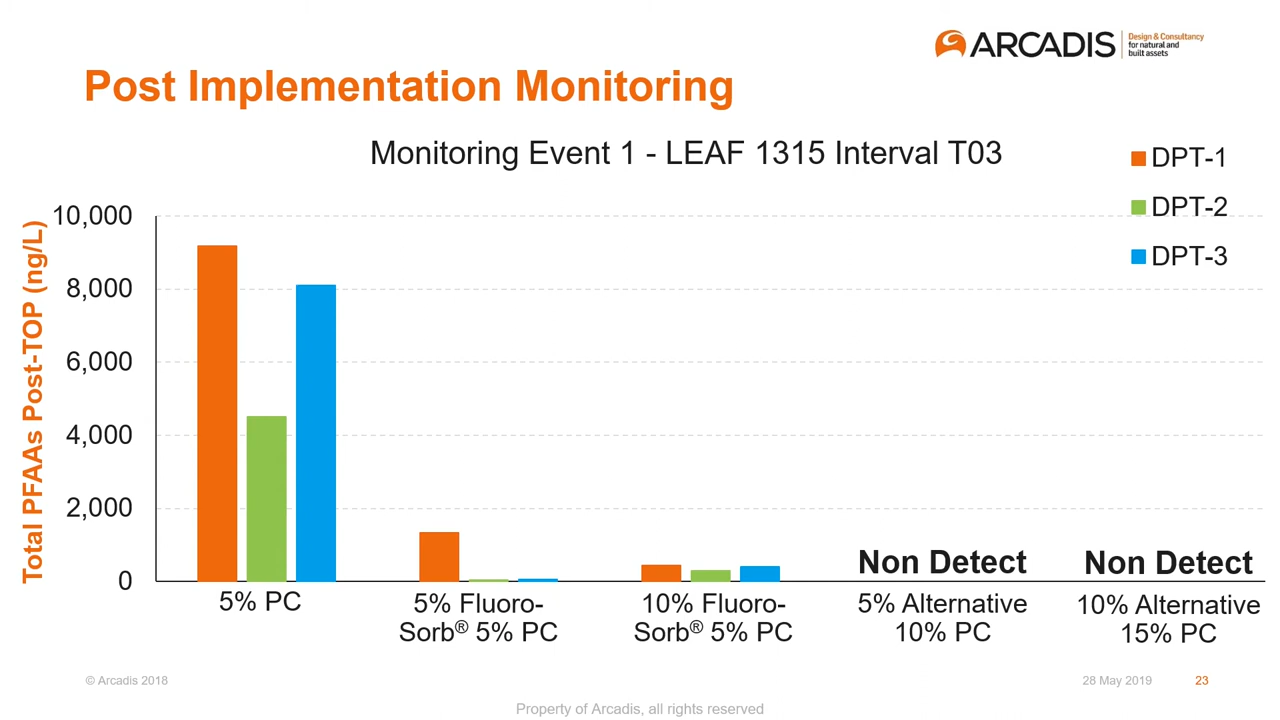 ARCADIS
Design & Consultancy
for natural and
built assets
Post Implementation Monitoring
Monitoring Event 1 - LEAF 1315 Interval T03
DPT-1
DPT-2
DPT-3
Total PFAAs Post-TOP (ng/L)
10,000
8,000
6,000
4,000
2,000
0
Non Detect
Non Detect
5% PC
5% Fluoro-
Sorb® 5% PC
10% Fluoro-
Sorb® 5% PC
5% Alternative
10% PC
10% Alternative
15% PC
© Arcadis 2018
28 May 2019
23
Property of Arcadis, all rights reserved